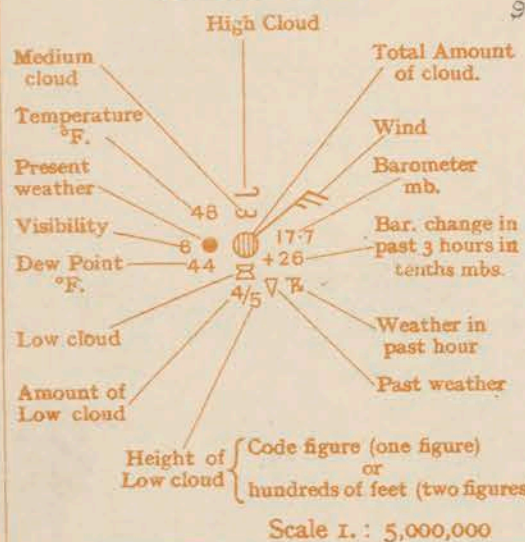 High Cloud
Medium
cloud
Total Amount
of cloud.
Temperature
°F.
Wind
Present
weather
Barometer
mb.
48
Visibility
6
17·7
Bar. change in
past 3 hours in
tenths mbs.
Dew Point
°F.
44
+26
4/5
Low cloud
Weather in
past hour
Amount of
Low cloud
Past weather
Height of
Low cloud
Code figure (one figure)
or
hundreds of feet (two figures
Scale 1. : 5,000,000